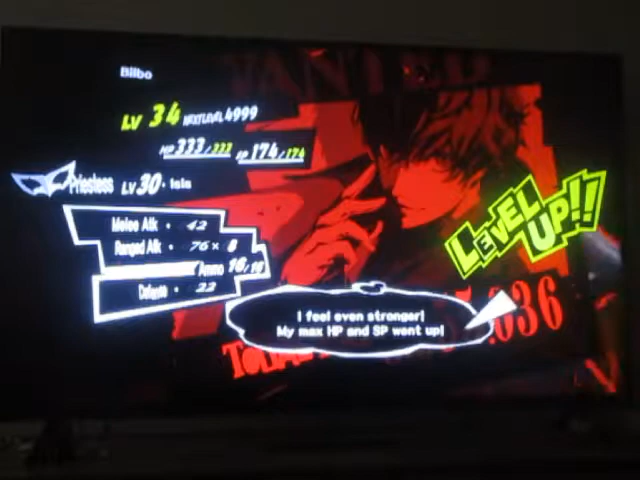 WANTED
Bilbo
LV 34 NEXT LEVEL 4999
HP 333/333 SP 174/174
Priestess LV 30 · Isis
Melee Atk · 42
Ranged Atk · 76 × 8
Ammo 16/16
Defense · 22
LEVEL UP!!
I feel even stronger!
My max HP and SP went up!